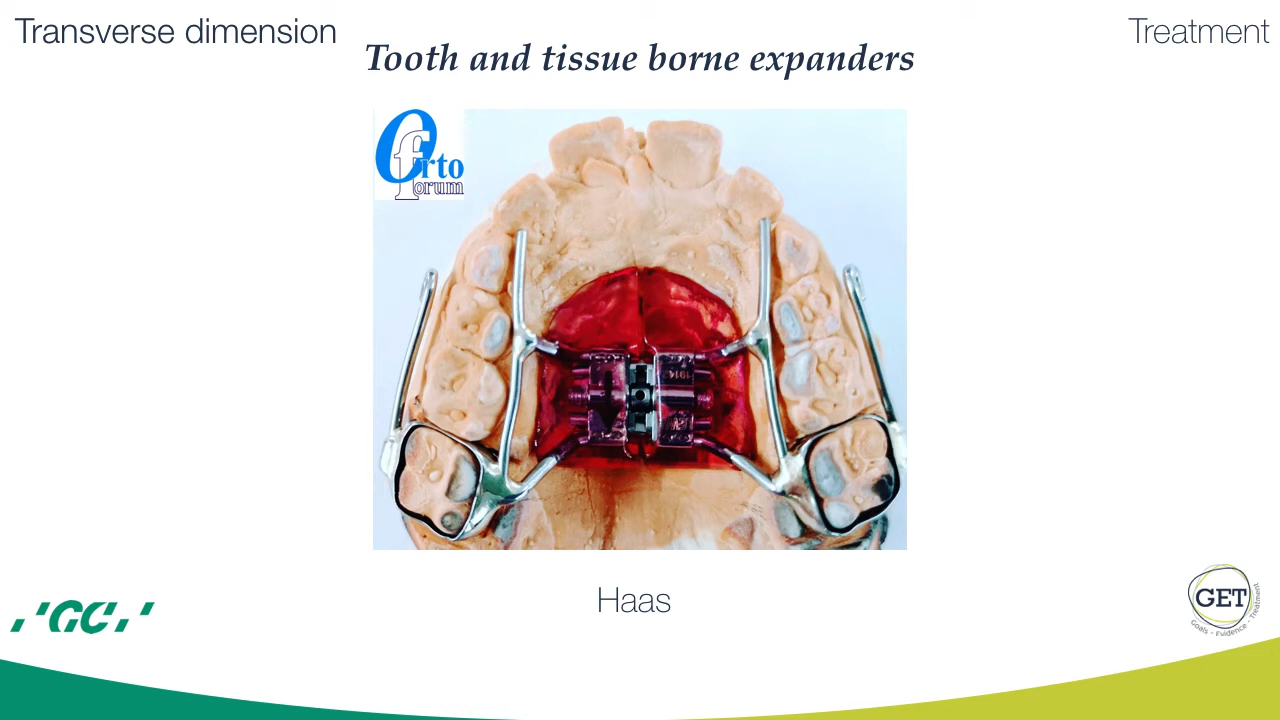 Transverse dimension
Treatment
Tooth and tissue borne expanders
Orto
forum
Haas
GC
GET
Goals - Evidence - Treatment